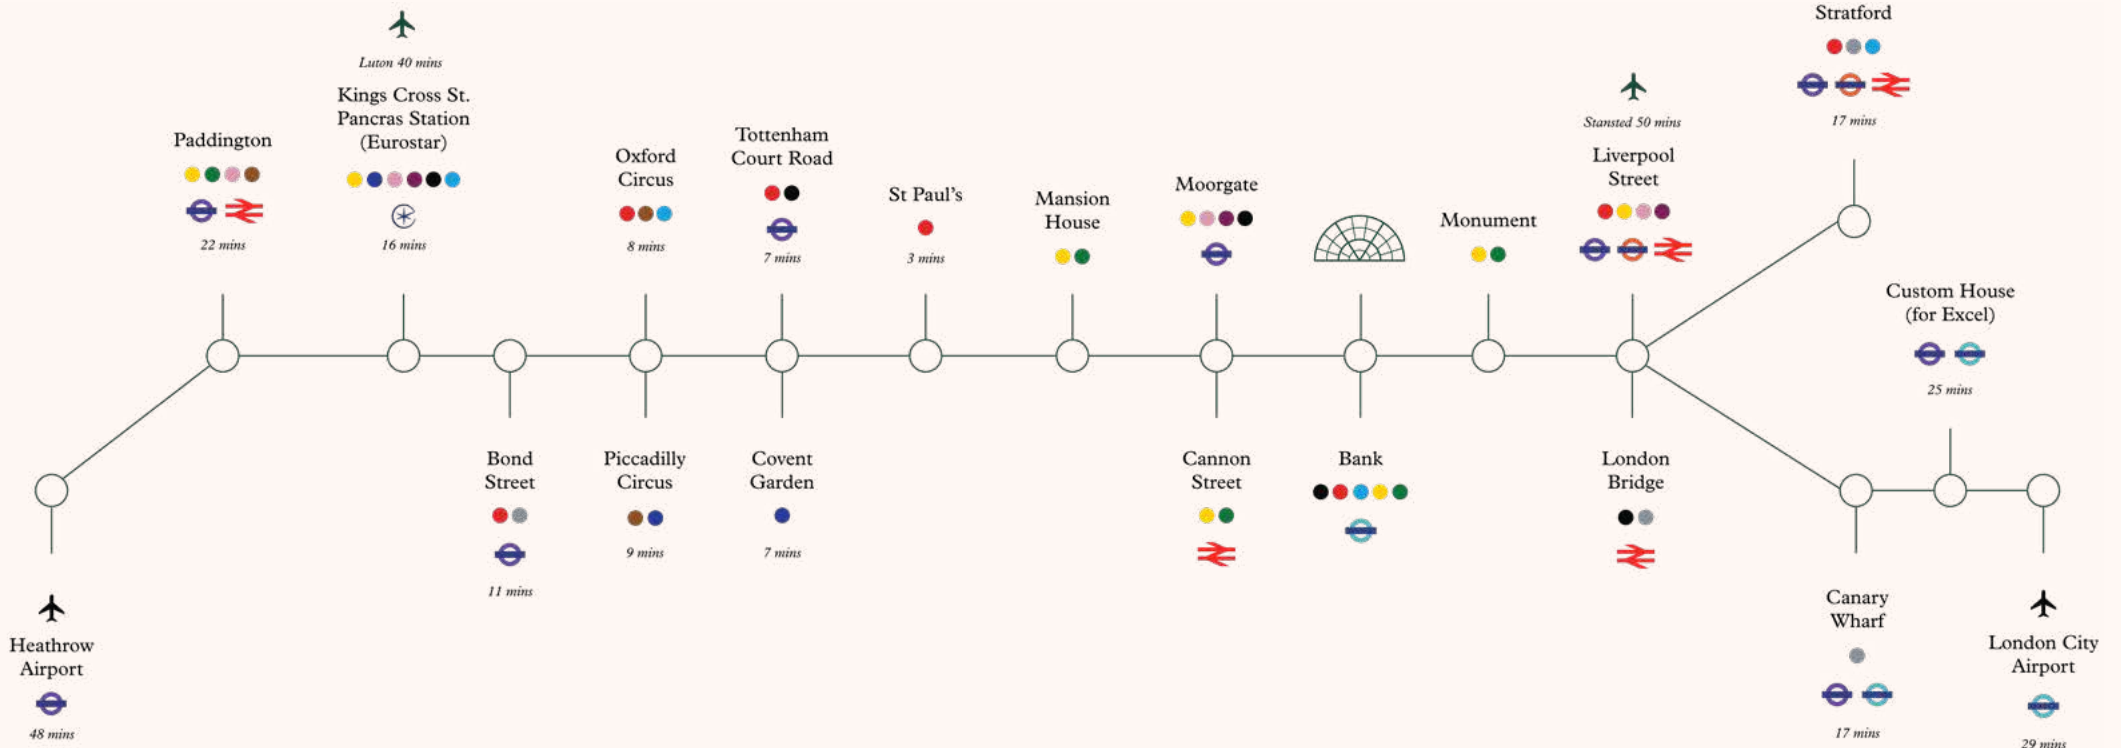 Luton 40 mins
Kings Cross St.
Pancras Station
(Eurostar)
16 mins
Paddington
22 mins
Oxford
Circus
8 mins
Tottenham
Court Road
7 mins
St Paul's
3 mins
Mansion
House
Moorgate
Monument
Stansted 50 mins
Liverpool
Street
Stratford
17 mins
Custom House
(for Excel)
25 mins
Heathrow
Airport
48 mins
Bond
Street
11 mins
Piccadilly
Circus
9 mins
Covent
Garden
7 mins
Cannon
Street
Bank
London
Bridge
Canary
Wharf
17 mins
London City
Airport
29 mins